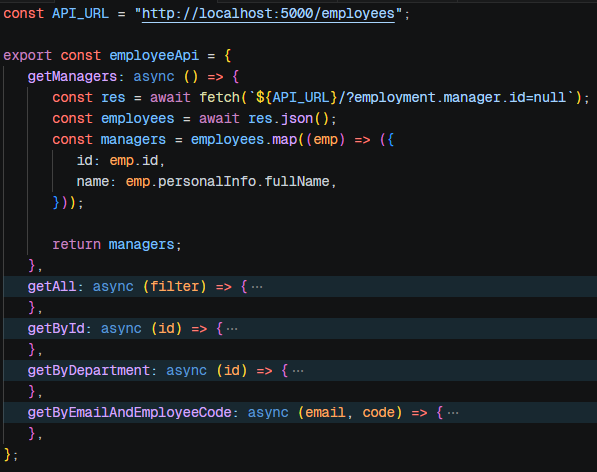 const API_URL = "http://localhost:5000/employees";

export const employeeApi = {
  getManagers: async () => {
    const res = await fetch(`${API_URL}/?employment.manager.id=null`);
    const employees = await res.json();
    const managers = employees.map((emp) => ({
      id: emp.id,
      name: emp.personalInfo.fullName,
    }));

    return managers;
  },
  getAll: async (filter) => { ⋯
  },
  getById: async (id) => { ⋯
  },
  getByDepartment: async (id) => { ⋯
  },
  getByEmailAndEmployeeCode: async (email, code) => { ⋯
  },
};